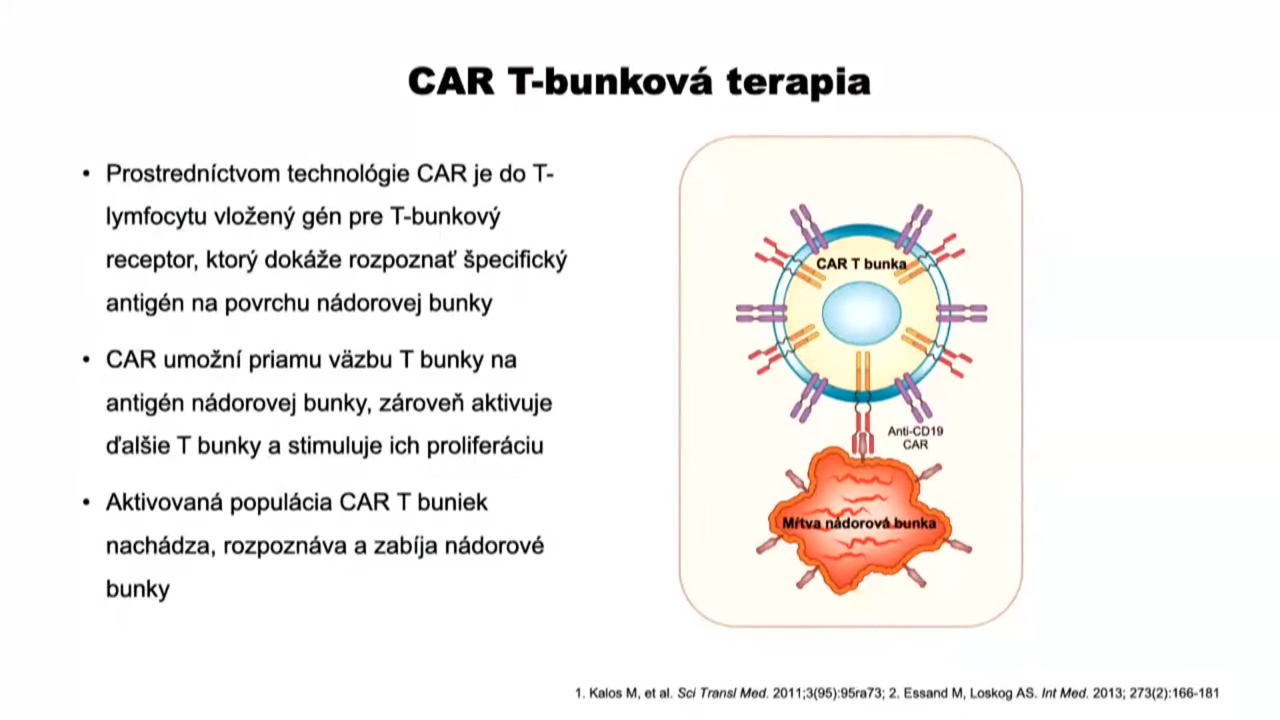 CAR T-bunková terapia
• Prostredníctvom technológie CAR je do T-
lymfocytu vložený gén pre T-bunkový
receptor, ktorý dokáže rozpoznať špecifický
antigén na povrchu nádorovej bunky
• CAR umožní priamu väzbu T bunky na
antigén nádorovej bunky, zároveň aktivuje
ďalšie T bunky a stimuluje ich proliferáciu
• Aktivovaná populácia CAR T buniek
nachádza, rozpoznáva a zabíja nádorové
bunky
CAR T bunka
Anti-CD19
CAR
Mŕtva nádorová bunka
1. Kalos M, et al. Sci Transl Med. 2011;3(95):95ra73; 2. Essand M, Loskog AS. Int Med. 2013; 273(2):166-181